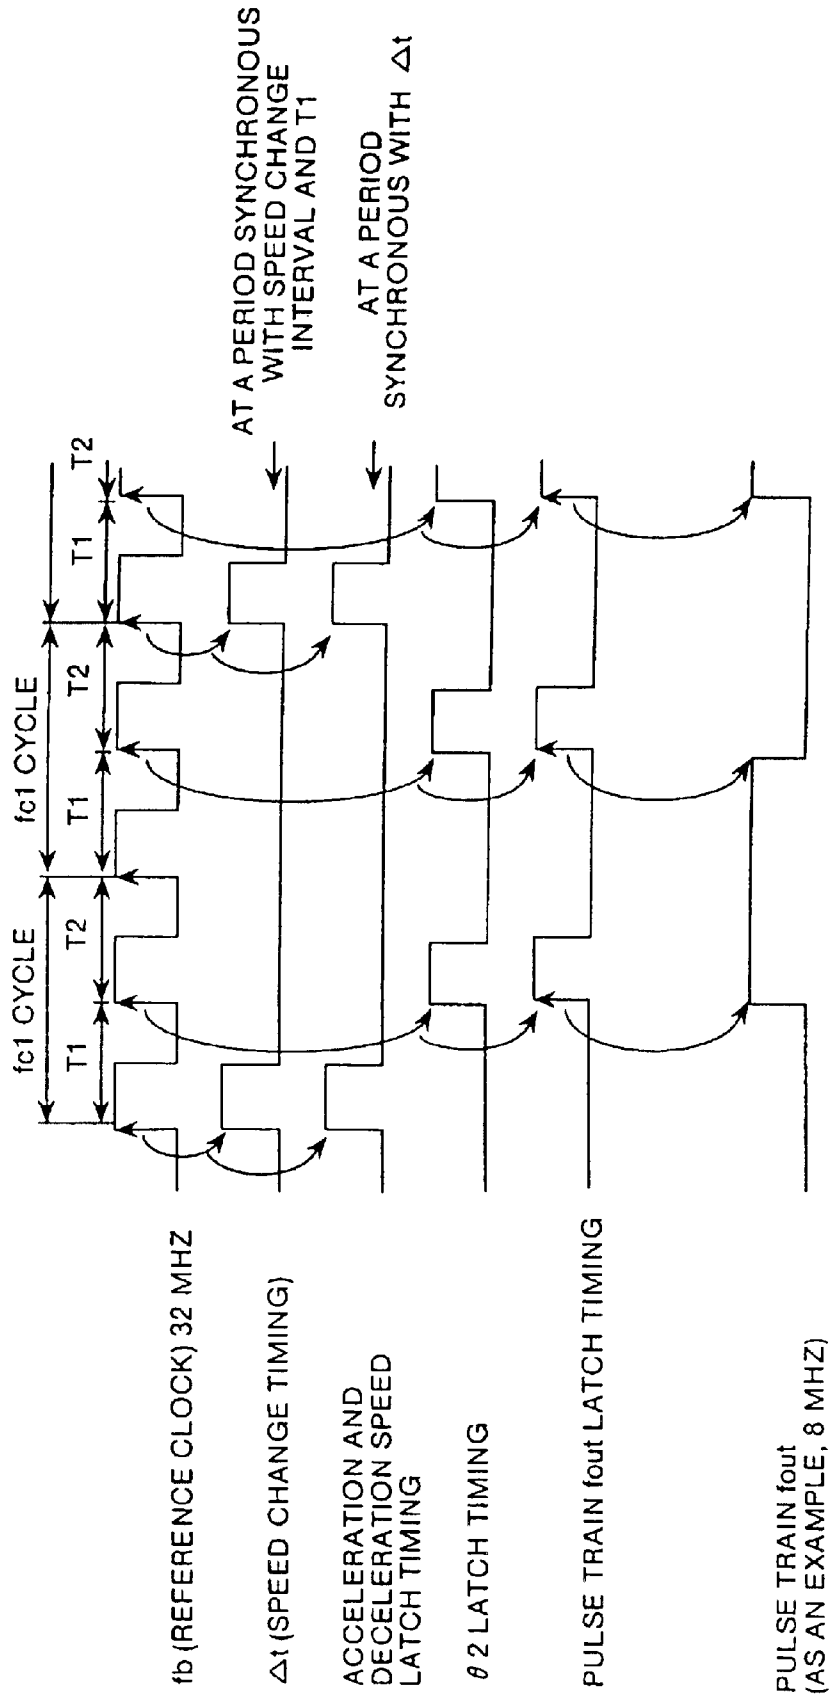 fc1 CYCLE
fc1 CYCLE
T1
T2
T1
T2
T1
T2
fb (REFERENCE CLOCK) 32 MHZ
Δt (SPEED CHANGE TIMING)
AT A PERIOD SYNCHRONOUS
WITH SPEED CHANGE
INTERVAL AND T1
ACCELERATION AND
DECELERATION SPEED
LATCH TIMING
AT A PERIOD
SYNCHRONOUS WITH Δt
θ2 LATCH TIMING
PULSE TRAIN fout LATCH TIMING
PULSE TRAIN fout
(AS AN EXAMPLE, 8 MHZ)